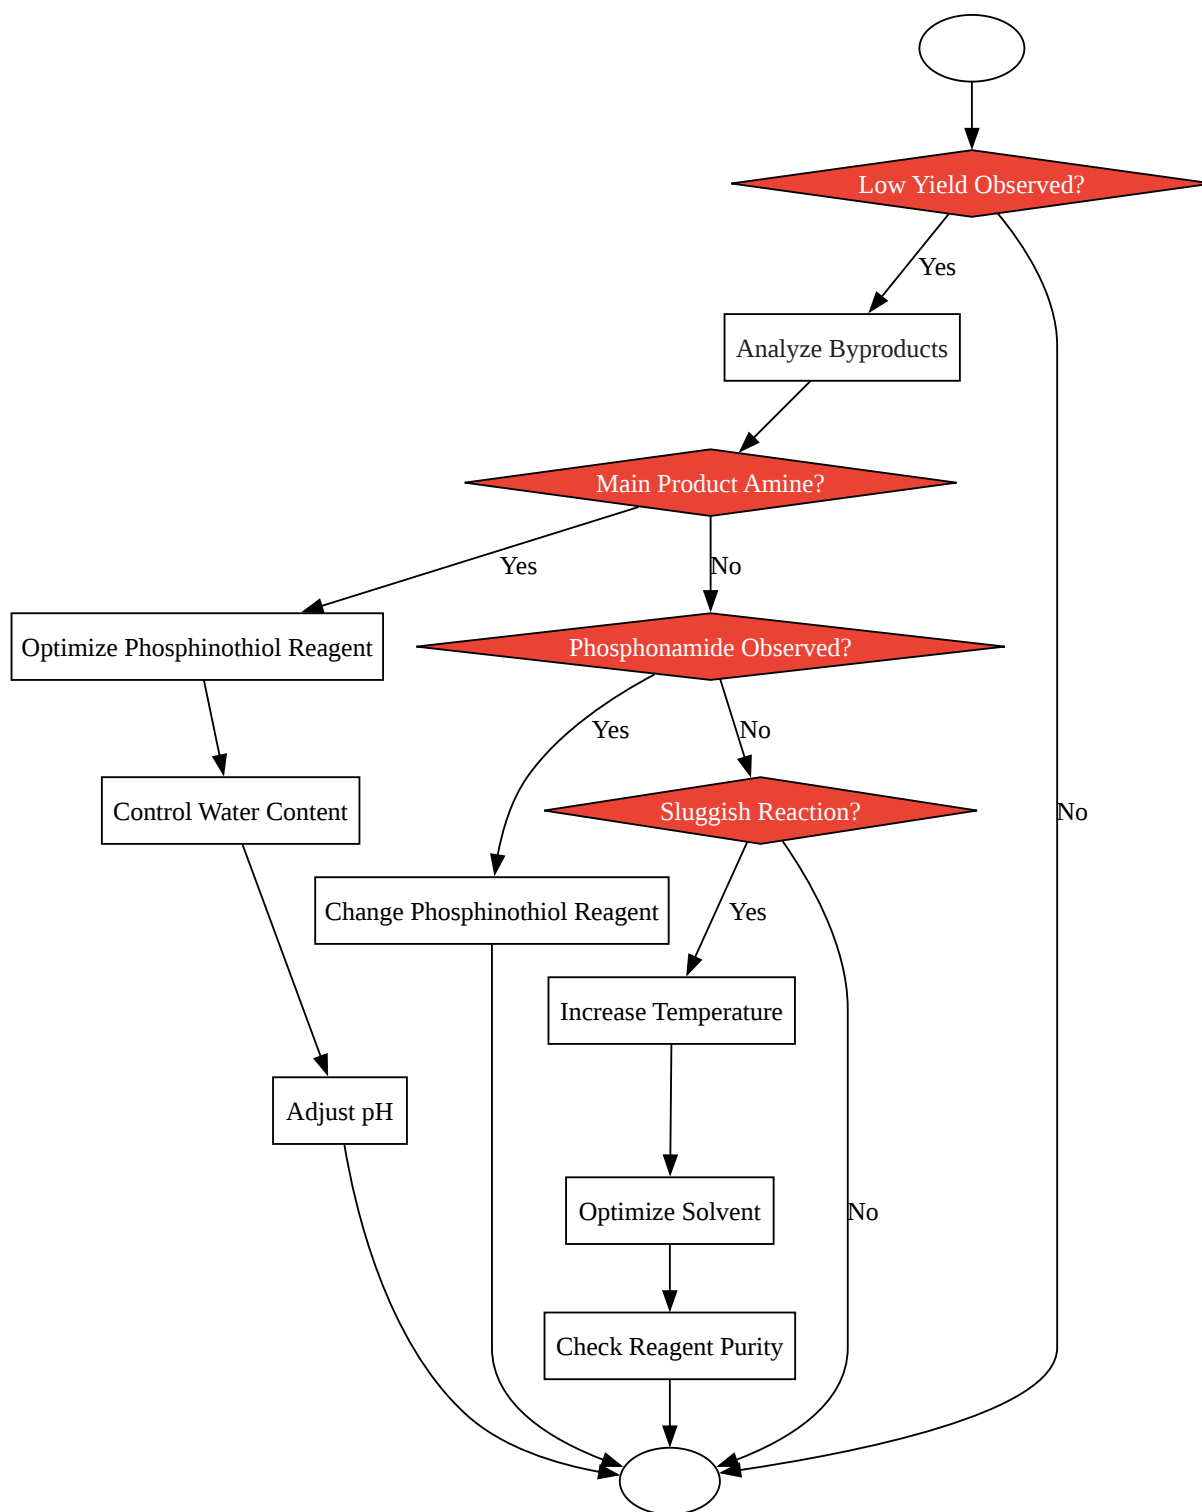 Low Yield Observed?
Yes
Analyze Byproducts
Main Product Amine?
Yes
No
Optimize Phosphinothiol Reagent
Phosphonamide Observed?
Yes
No
Control Water Content
Sluggish Reaction?
No
Change Phosphinothiol Reagent
Yes
Increase Temperature
Adjust pH
Optimize Solvent
No
Check Reagent Purity